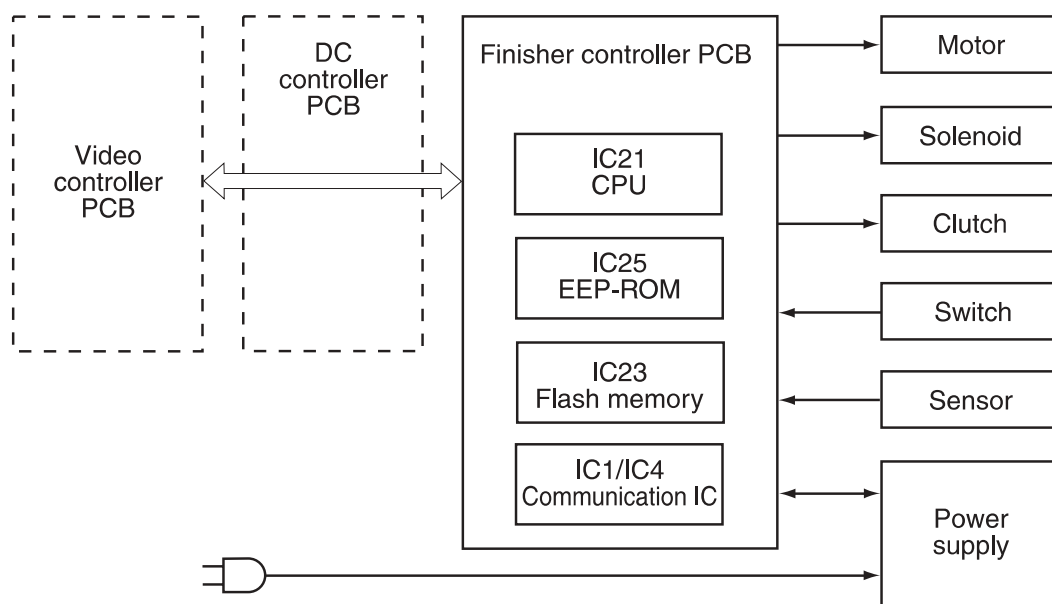 Video
controller
PCB
DC
controller
PCB
Finisher controller PCB
IC21
CPU
IC25
EEP-ROM
IC23
Flash memory
IC1/IC4
Communication IC
Motor
Solenoid
Clutch
Switch
Sensor
Power
supply